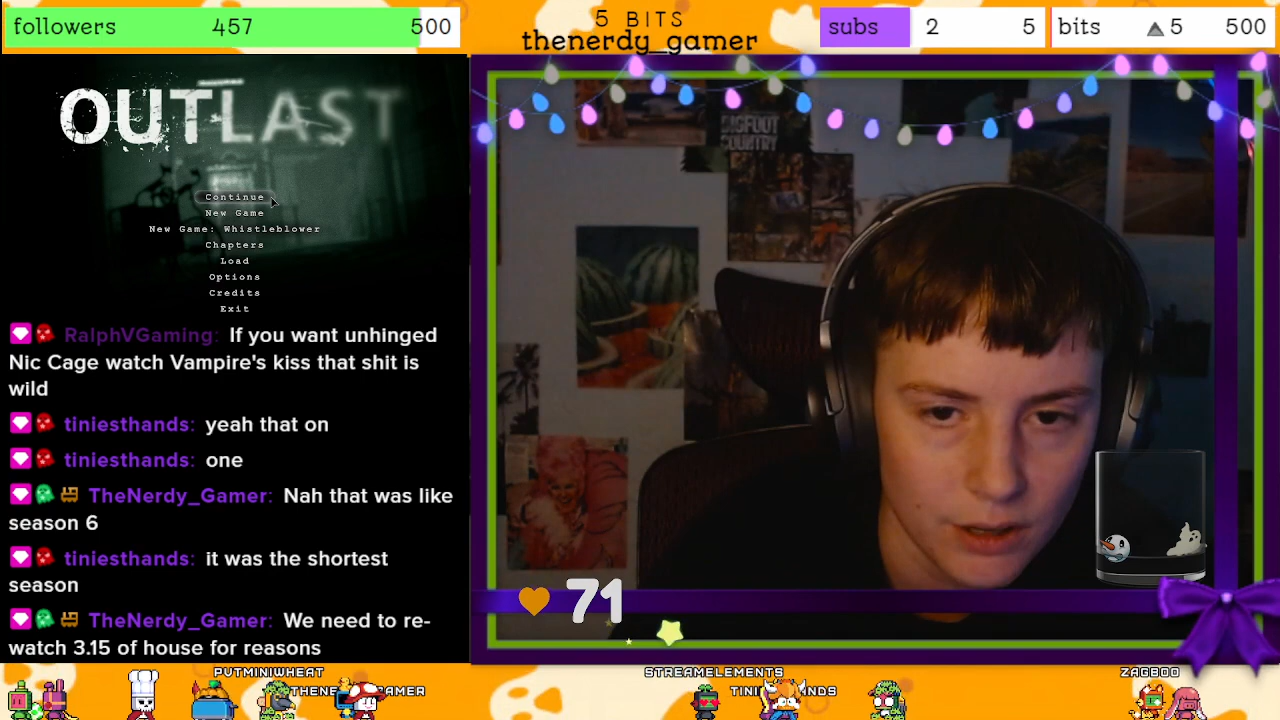 followers 457 500
5 BITS
thenerdy_gamer
subs 2 5
bits 5 500
OUTLAST
Continue
New Game
New Game: Whistleblower
Chapters
Load
Options
Credits
Exit
BIGFOOT
COUNTRY
RalphVGaming: If you want unhinged
Nic Cage watch Vampire's kiss that shit is
wild
tiniesthands: yeah that on
tiniesthands: one
TheNerdy_Gamer: Nah that was like
season 6
tiniesthands: it was the shortest
season
TheNerdy_Gamer: We need to re-
watch 3.15 of house for reasons
71
PUTMINIWHEAT
STREAMELEMENTS
ZAGBOO